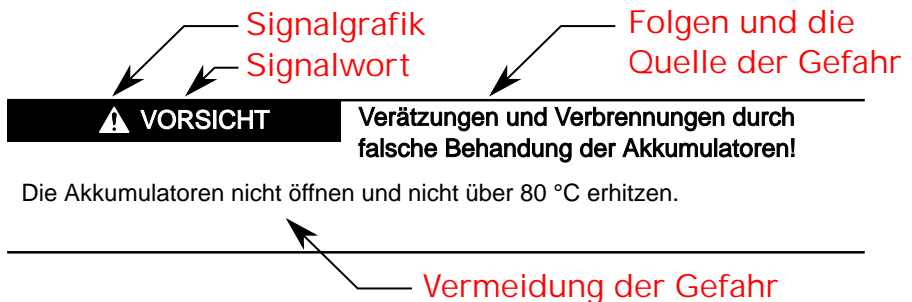 Signalgrafik
Signalwort
Folgen und die
Quelle der Gefahr
VORSICHT
Verätzungen und Verbrennungen durch
falsche Behandung der Akkumulatoren!
Die Akkumulatoren nicht öffnen und nicht über 80 °C erhitzen.
Vermeidung der Gefahr